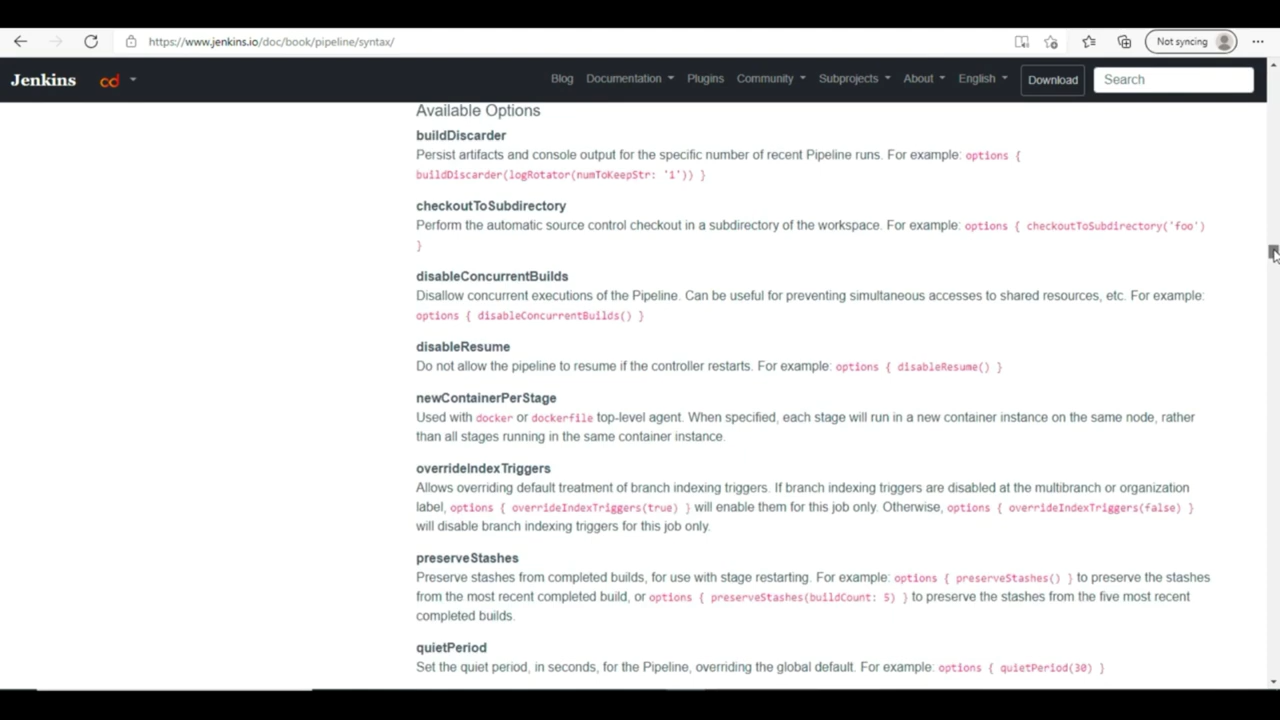 https://www.jenkins.io/doc/book/pipeline/syntax/
Not syncing
Jenkins
cd
Blog
Documentation
Plugins
Community
Subprojects
About
English
Download
Search
Available Options
buildDiscarder
Persist artifacts and console output for the specific number of recent Pipeline runs. For example: options {
buildDiscarder(logRotator(numToKeepStr: '1')) }
checkoutToSubdirectory
Perform the automatic source control checkout in a subdirectory of the workspace. For example: options { checkoutToSubdirectory('foo')
}
disableConcurrentBuilds
Disallow concurrent executions of the Pipeline. Can be useful for preventing simultaneous accesses to shared resources, etc. For example:
options { disableConcurrentBuilds() }
disableResume
Do not allow the pipeline to resume if the controller restarts. For example: options { disableResume() }
newContainerPerStage
Used with docker or dockerfile top-level agent. When specified, each stage will run in a new container instance on the same node, rather
than all stages running in the same container instance.
overrideIndexTriggers
Allows overriding default treatment of branch indexing triggers. If branch indexing triggers are disabled at the multibranch or organization
label, options { overrideIndexTriggers(true) } will enable them for this job only. Otherwise, options { overrideIndexTriggers(false) }
will disable branch indexing triggers for this job only.
preserveStashes
Preserve stashes from completed builds, for use with stage restarting. For example: options { preserveStashes() } to preserve the stashes
from the most recent completed build, or options { preserveStashes(buildCount: 5) } to preserve the stashes from the five most recent
completed builds.
quietPeriod
Set the quiet period, in seconds, for the Pipeline, overriding the global default. For example: options { quietPeriod(30) }